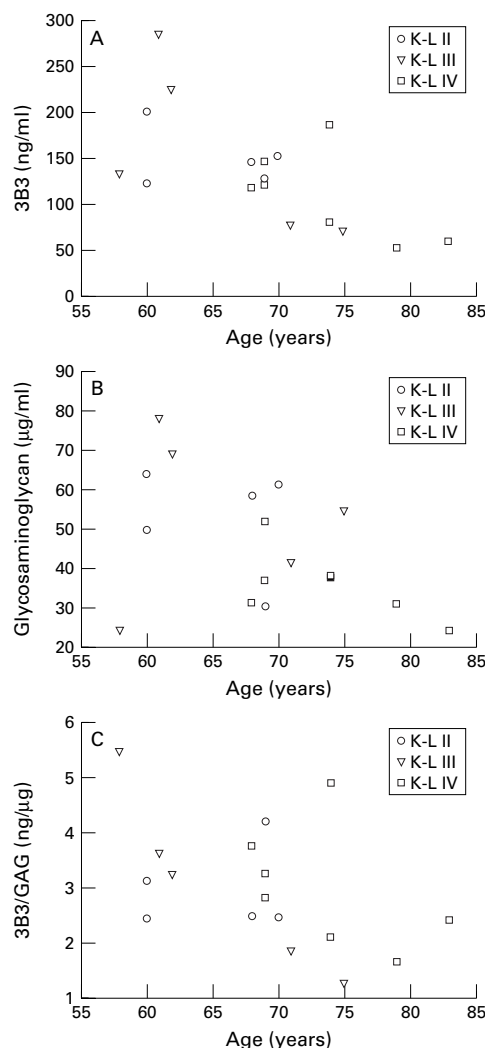 A
K-L II
K-L III
K-L IV
3B3 (ng/ml)
300
250
200
150
100
50
0
55 60 65 70 75 80 85
Age (years)
B
K-L II
K-L III
K-L IV
Glycosaminoglycan (μg/ml)
90
80
70
60
50
40
30
20
55 60 65 70 75 80 85
Age (years)
C
K-L II
K-L III
K-L IV
3B3/GAG (ng/μg)
6
5
4
3
2
1
55 60 65 70 75 80 85
Age (years)